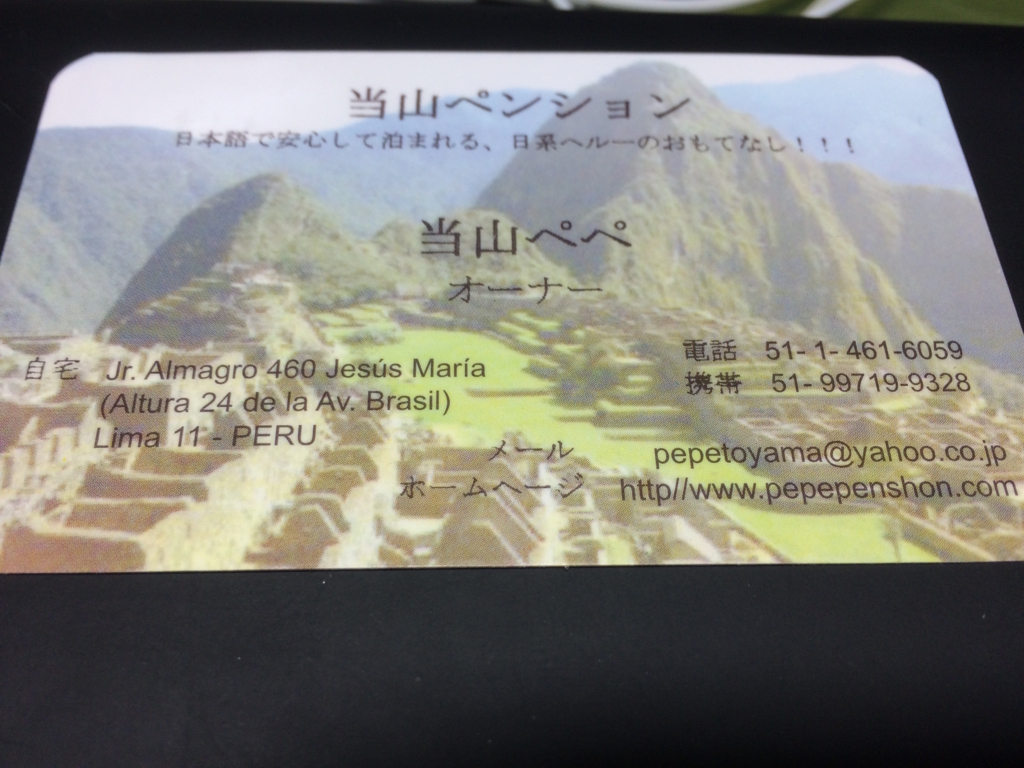 当山ペンション
日本語で安心して泊まれる、日系ペルーのおもてなし！！！
当山ペペ
オーナー
自宅 Jr. Almagro 460 Jesús María
(Altura 24 de la Av. Brasil)
Lima 11 - PERU
電話 51- 1- 461-6059
携帯 51- 99719-9328
メール pepetoyama@yahoo.co.jp
ホームページ http//www.pepepenshon.com